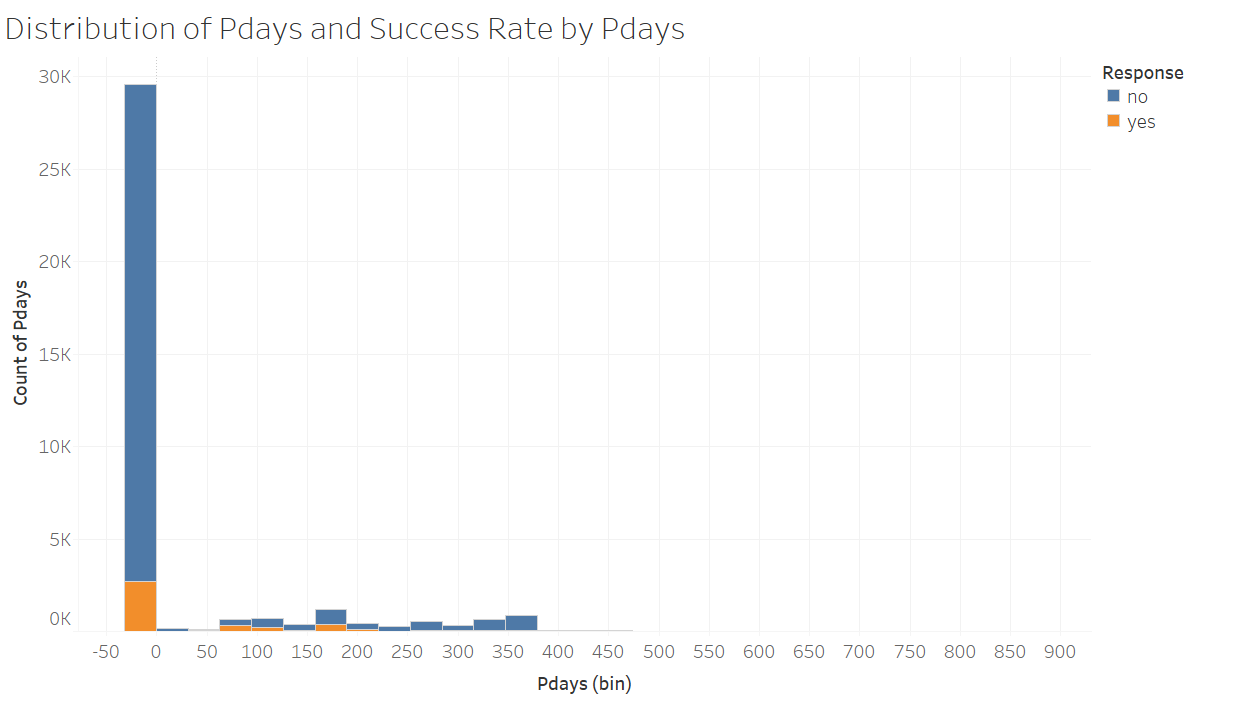 Distribution of Pdays and Success Rate by Pdays
Response
no
yes
30K
25K
20K
15K
10K
5K
0K
Count of Pdays
-50 0 50 100 150 200 250 300 350 400 450 500 550 600 650 700 750 800 850 900
Pdays (bin)